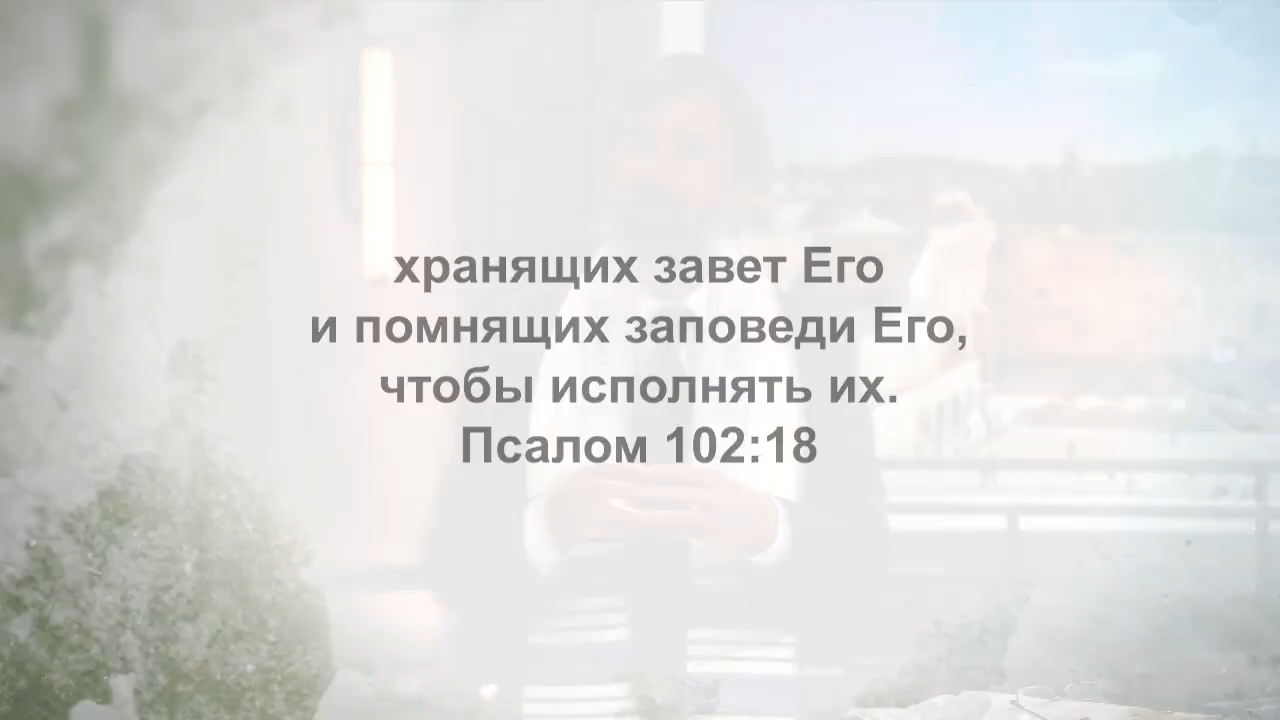 хранящих завет Его
и помнящих заповеди Его,
чтобы исполнять их.
Псалом 102:18